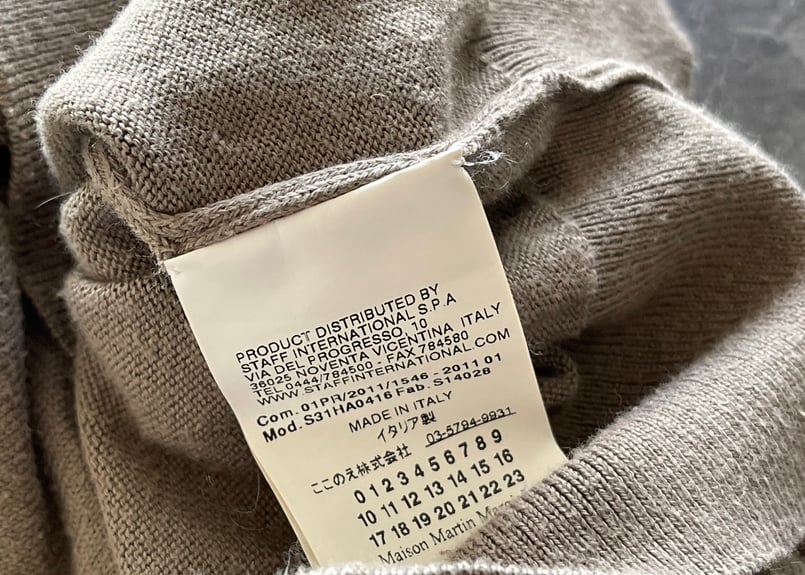 PRODUCT DISTRIBUTED BY
STAFF INTERNATIONAL S.P.A
VIA DEL PROGRESSO, 10
36025 NOVENTA VICENTINA ITALY
TEL 0444/784500 - FAX 784580
WWW.STAFFINTERNATIONAL.COM
Com. 01PR/2011/1546 - 2011 01
Mod. S31HA0416 Fab. S14028
MADE IN ITALY
イタリア製
ここのえ株式会社 03-5794-9931
0 1 2 3 4 5 6 7 8 9
10 11 12 13 14 15 16
17 18 19 20 21 22 23
Maison Martin